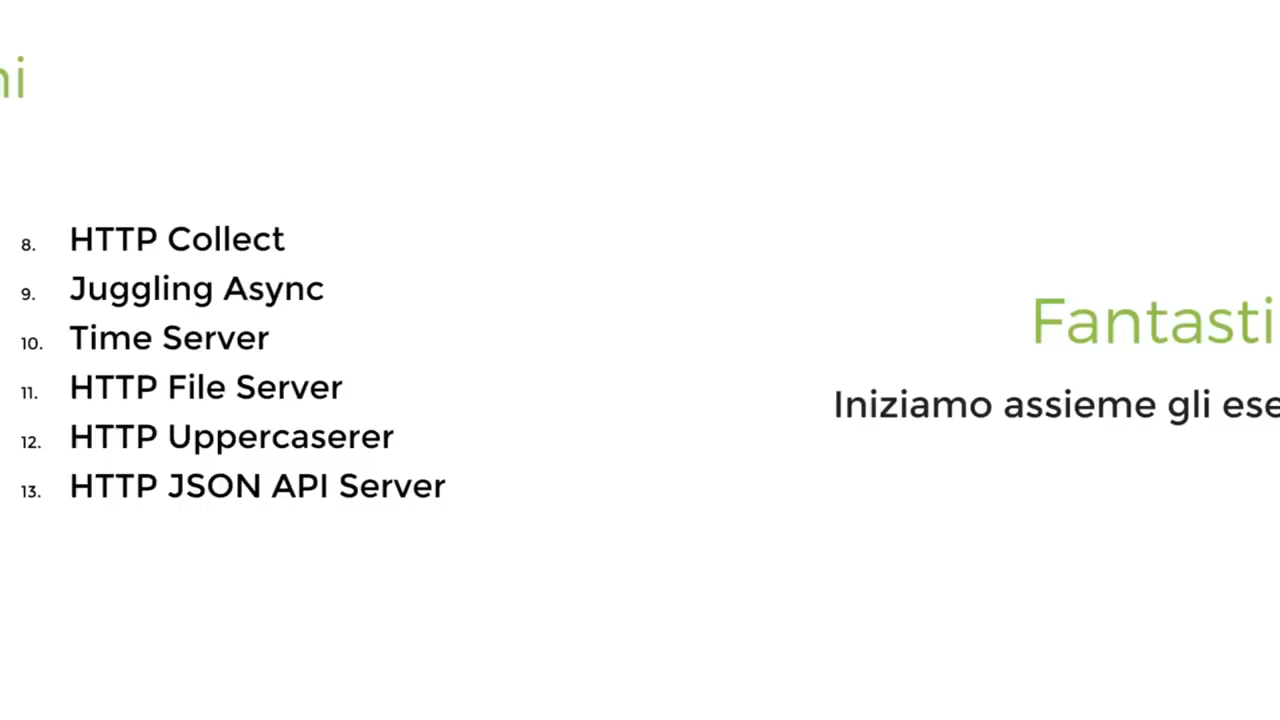 8. HTTP Collect
9. Juggling Async
10. Time Server
11. HTTP File Server
12. HTTP Uppercaserer
13. HTTP JSON API Server
Fantasti
Iniziamo assieme gli ese